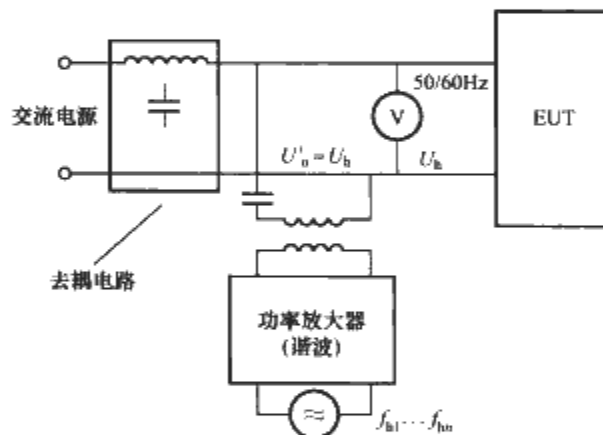 交流电源
50/60Hz
V
EUT
U'o = Uh
Uh
去耦电路
功率放大器
(谐波)
≈
fh1…fhn